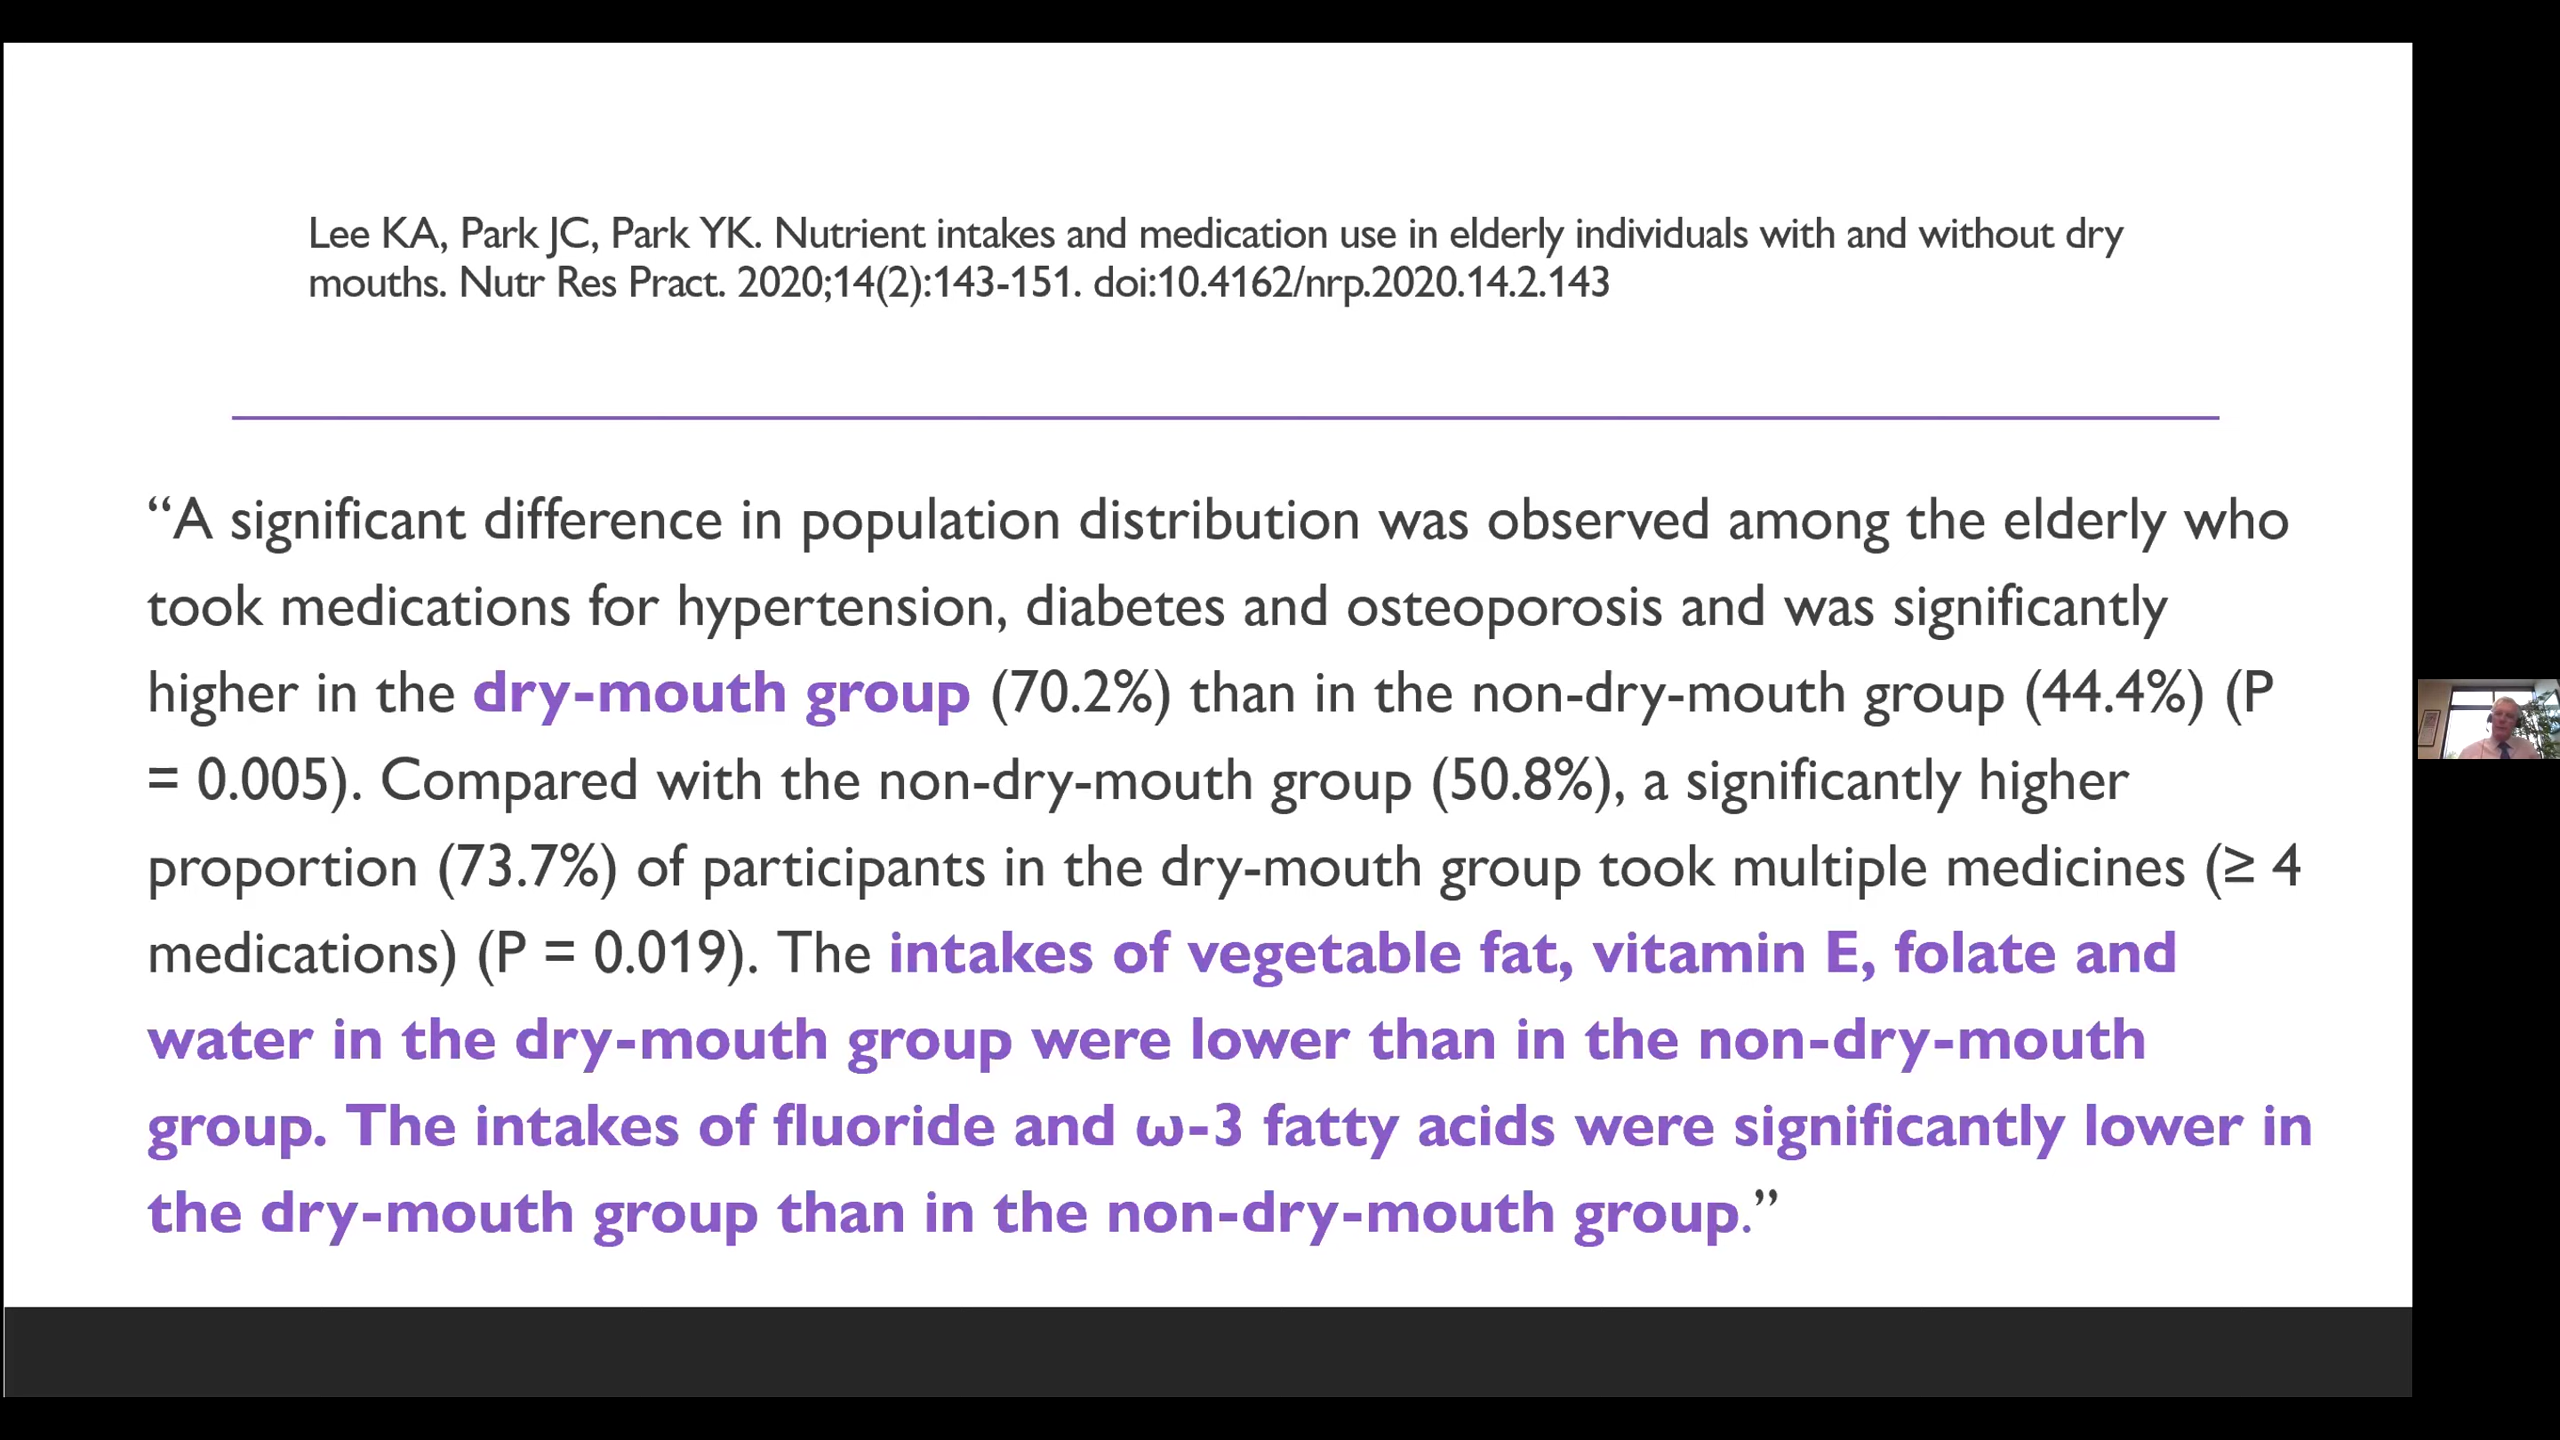 Lee KA, Park JC, Park YK. Nutrient intakes and medication use in elderly individuals with and without dry
mouths. Nutr Res Pract. 2020;14(2):143-151. doi:10.4162/nrp.2020.14.2.143
“A significant difference in population distribution was observed among the elderly who
took medications for hypertension, diabetes and osteoporosis and was significantly
higher in the dry-mouth group (70.2%) than in the non-dry-mouth group (44.4%) (P
= 0.005). Compared with the non-dry-mouth group (50.8%), a significantly higher
proportion (73.7%) of participants in the dry-mouth group took multiple medicines (≥ 4
medications) (P = 0.019). The intakes of vegetable fat, vitamin E, folate and
water in the dry-mouth group were lower than in the non-dry-mouth
group. The intakes of fluoride and ω-3 fatty acids were significantly lower in
the dry-mouth group than in the non-dry-mouth group.”